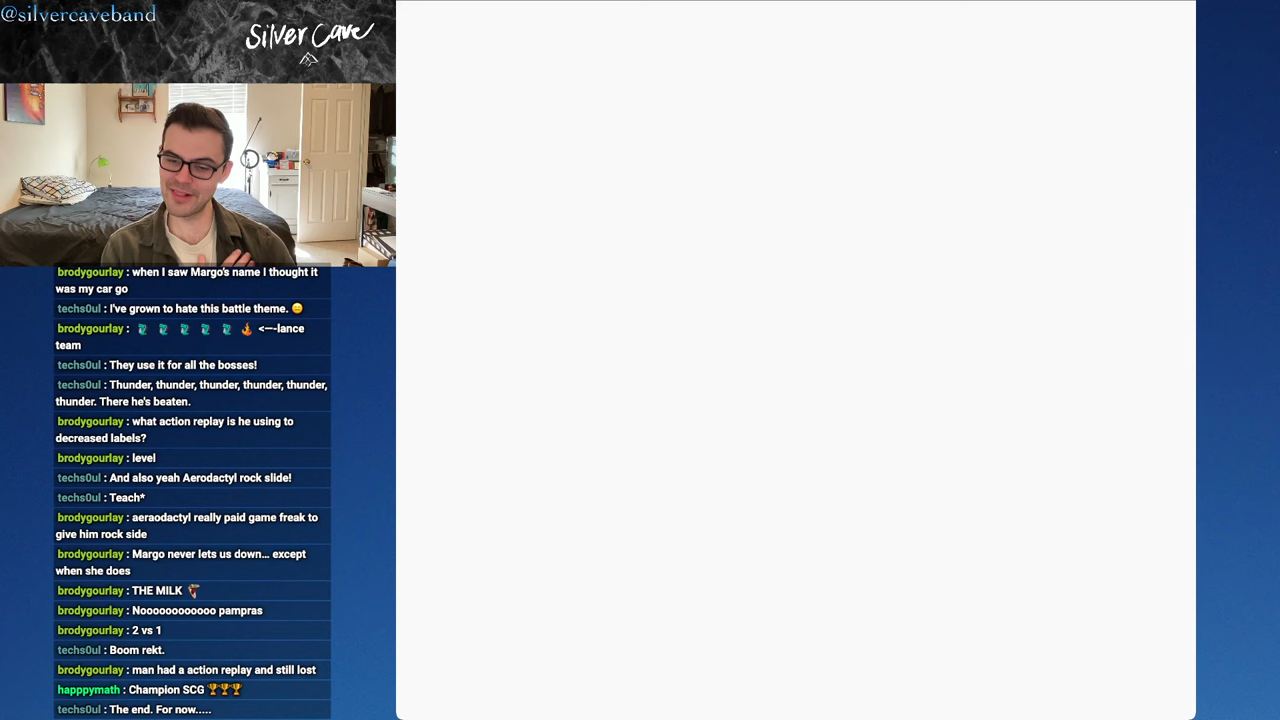 @silvercaveband
Silver Cave
brodygourlay : when I saw Margo's name I thought it
was my car go
techs0ul : I've grown to hate this battle theme. 😑
brodygourlay : <—-lance
team
techs0ul : They use it for all the bosses!
techs0ul : Thunder, thunder, thunder, thunder, thunder,
thunder. There he's beaten.
brodygourlay : what action replay is he using to
decreased labels?
brodygourlay : level
techs0ul : And also yeah Aerodactyl rock slide!
techs0ul : Teach*
brodygourlay : aeraodactyl really paid game freak to
give him rock side
brodygourlay : Margo never lets us down... except
when she does
brodygourlay : THE MILK
brodygourlay : Nooooooooooo pampras
brodygourlay : 2 vs 1
techs0ul : Boom rekt.
brodygourlay : man had a action replay and still lost
happpymath : Champion SCG 🏆🏆🏆
techs0ul : The end. For now.....